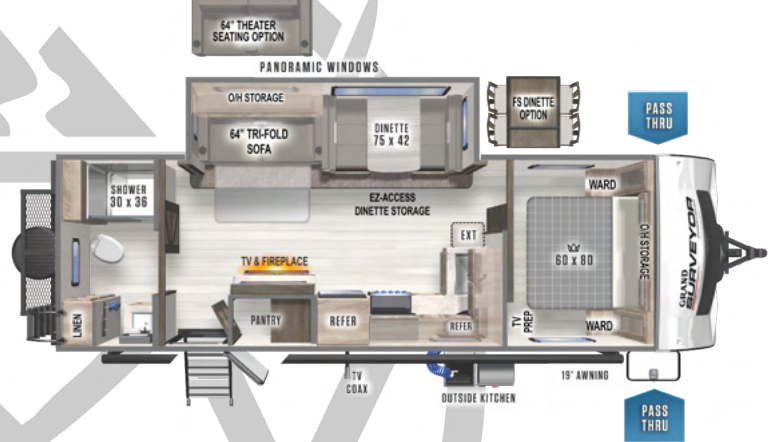 64" THEATER
SEATING OPTION
PANORAMIC WINDOWS
O/H STORAGE
64" TRI-FOLD
SOFA
DINETTE
75 x 42
FS DINETTE
OPTION
PASS
THRU
SHOWER
30 x 36
EZ-ACCESS
DINETTE STORAGE
WARD
EXT
60 x 80
O/H STORAGE
GRAND
SURVEYOR
TV & FIREPLACE
LINEN
PANTRY
REFER
REFER
TV
PREP
WARD
TV
COAX
OUTSIDE KITCHEN
19' AWNING
PASS
THRU